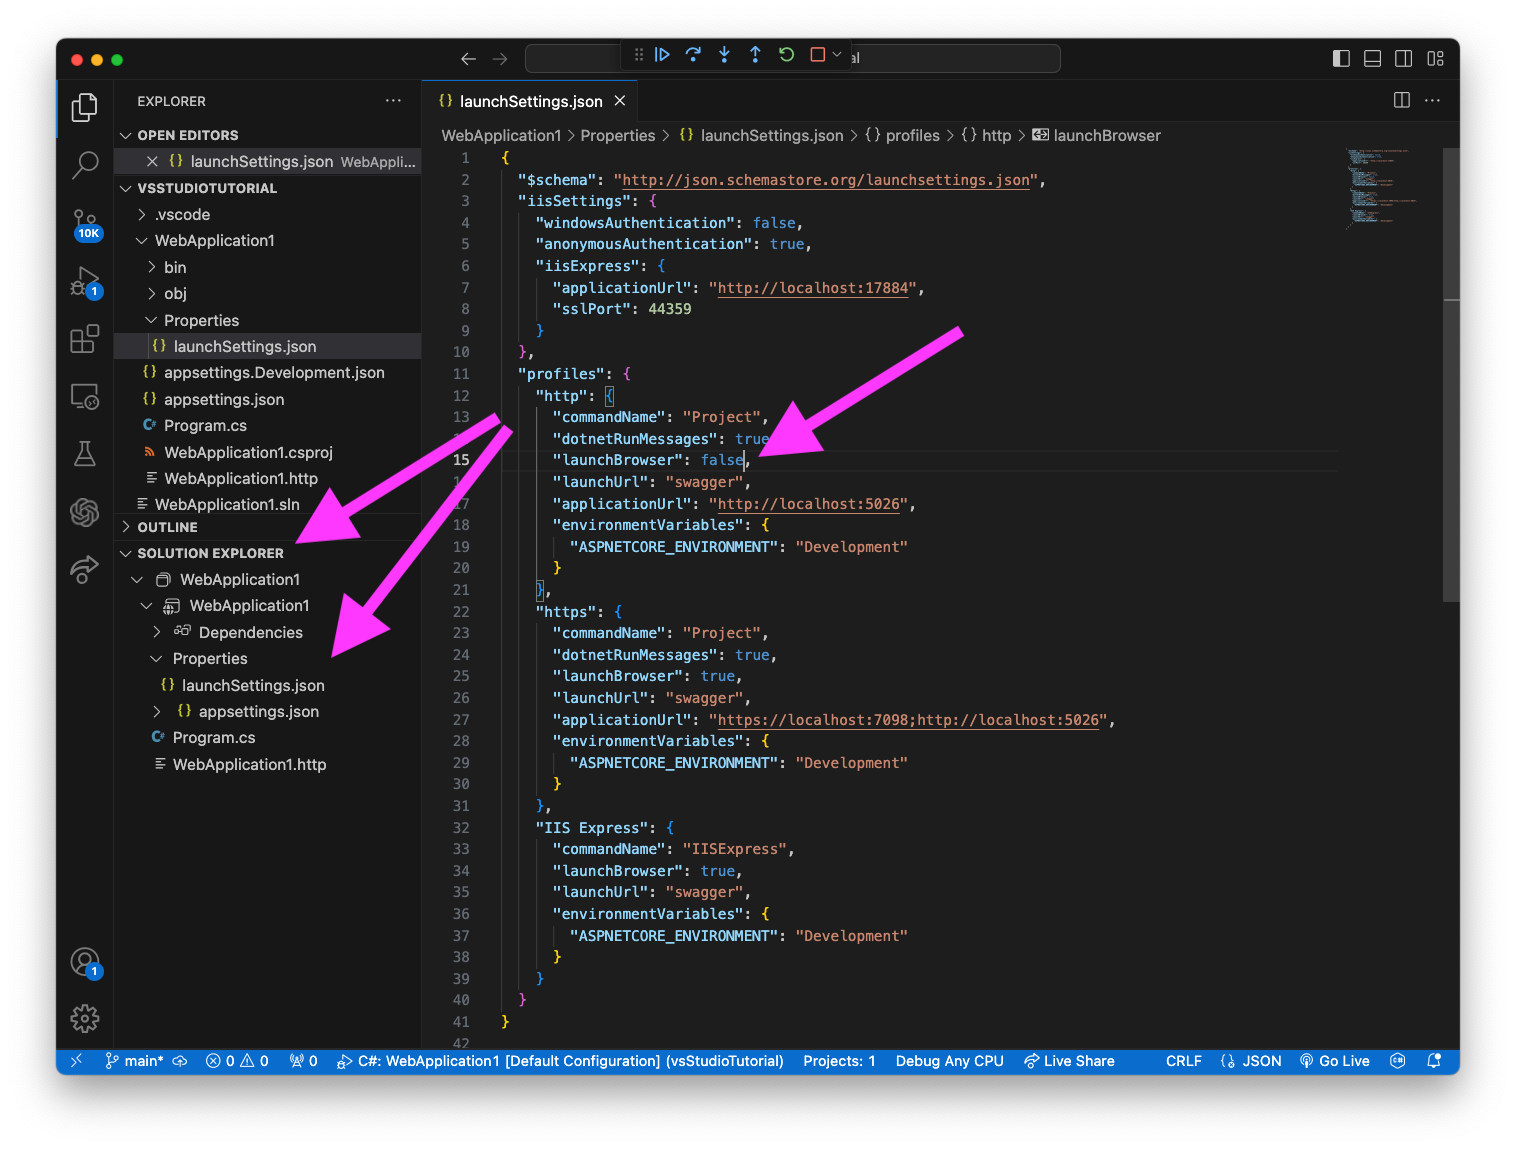 al
EXPLORER
OPEN EDITORS
launchSettings.json WebAppli...
VSSTUDIOTUTORIAL
.vscode
WebApplication1
bin
obj
Properties
launchSettings.json
appsettings.Development.json
appsettings.json
Program.cs
WebApplication1.csproj
WebApplication1.http
WebApplication1.sln
OUTLINE
SOLUTION EXPLORER
WebApplication1
WebApplication1
Dependencies
Properties
launchSettings.json
appsettings.json
Program.cs
WebApplication1.http
10K
1
1
launchSettings.json
WebApplication1 > Properties > {} launchSettings.json > {} profiles > {} http > launchBrowser
1 {
2 "$schema": "http://json.schemastore.org/launchsettings.json",
3 "iisSettings": {
4 "windowsAuthentication": false,
5 "anonymousAuthentication": true,
6 "iisExpress": {
7 "applicationUrl": "http://localhost:17884",
8 "sslPort": 44359
9 }
10 },
11 "profiles": {
12 "http": {
13 "commandName": "Project",
"dotnetRunMessages": true
15 "launchBrowser": false,
"launchUrl": "swagger",
17 "applicationUrl": "http://localhost:5026",
18 "environmentVariables": {
19 "ASPNETCORE_ENVIRONMENT": "Development"
20 }
21 },
22 "https": {
23 "commandName": "Project",
24 "dotnetRunMessages": true,
25 "launchBrowser": true,
26 "launchUrl": "swagger",
27 "applicationUrl": "https://localhost:7098;http://localhost:5026",
28 "environmentVariables": {
29 "ASPNETCORE_ENVIRONMENT": "Development"
30 }
31 },
32 "IIS Express": {
33 "commandName": "IISExpress",
34 "launchBrowser": true,
35 "launchUrl": "swagger",
36 "environmentVariables": {
37 "ASPNETCORE_ENVIRONMENT": "Development"
38 }
39 }
40 }
41 }
42
main* 0 0 0 C#: WebApplication1 [Default Configuration] (vsStudioTutorial) Projects: 1 Debug Any CPU Live Share CRLF JSON Go Live